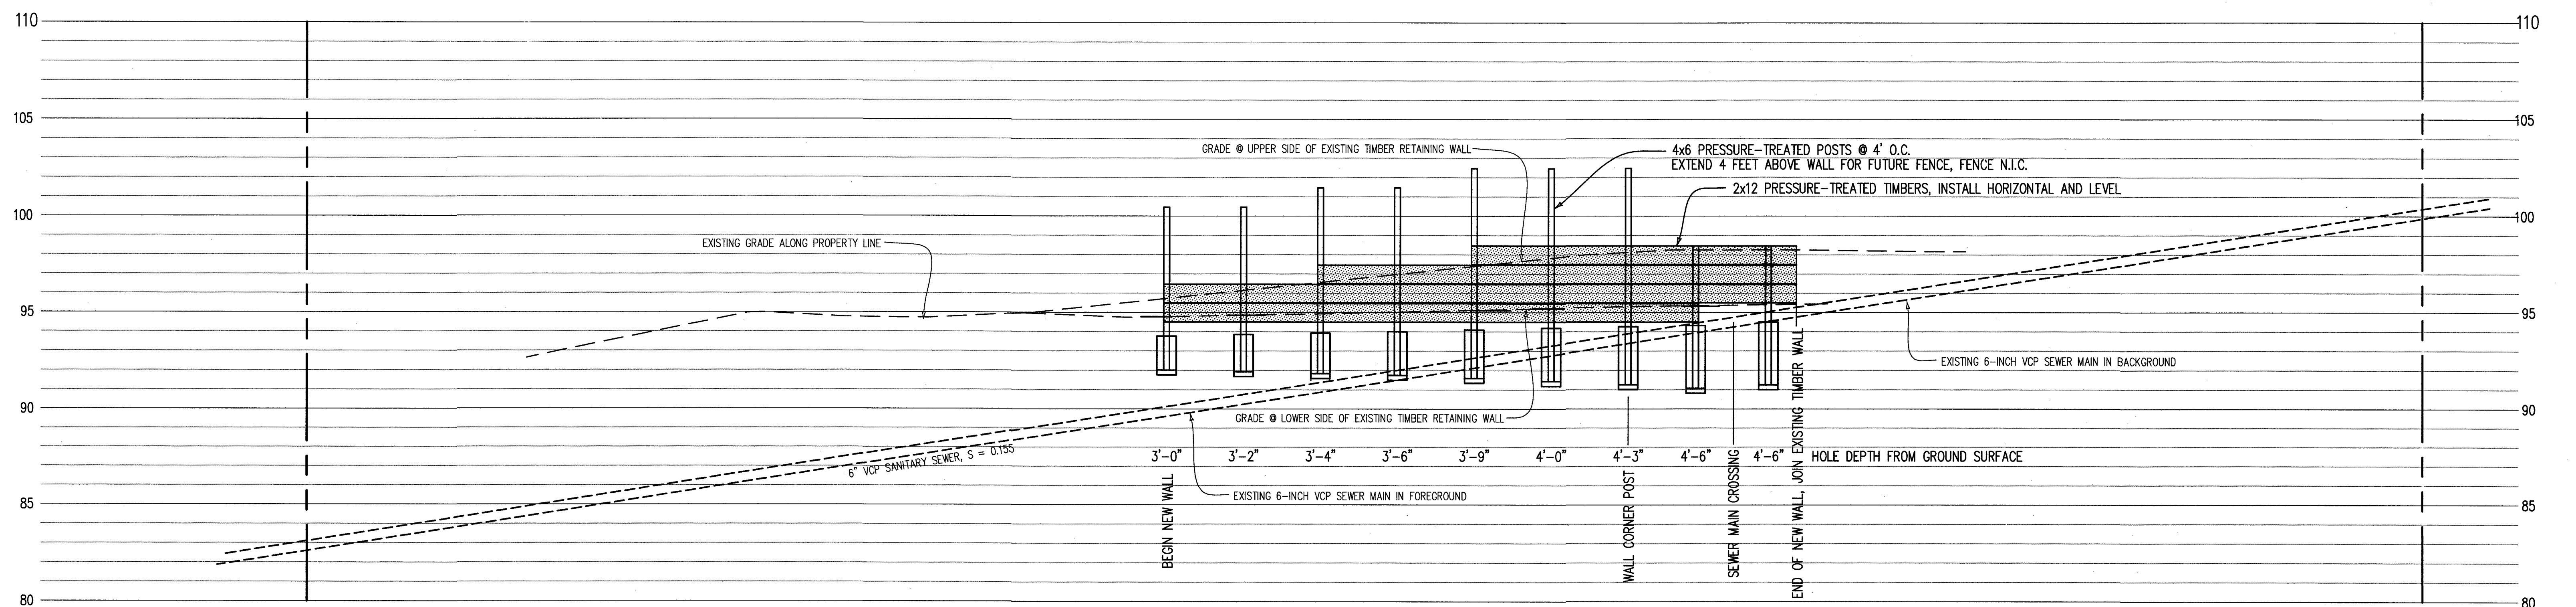 110
110
105
105
GRADE @ UPPER SIDE OF EXISTING TIMBER RETAINING WALL
4x6 PRESSURE-TREATED POSTS @ 4' O.C.
EXTEND 4 FEET ABOVE WALL FOR FUTURE FENCE, FENCE N.I.C.
2x12 PRESSURE-TREATED TIMBERS, INSTALL HORIZONTAL AND LEVEL
100
100
EXISTING GRADE ALONG PROPERTY LINE
95
95
EXISTING 6-INCH VCP SEWER MAIN IN BACKGROUND
90
90
GRADE @ LOWER SIDE OF EXISTING TIMBER RETAINING WALL
6" VCP SANITARY SEWER, S = 0.155
3'-0" 3'-2" 3'-4" 3'-6" 3'-9" 4'-0" 4'-3" 4'-6" 4'-6" HOLE DEPTH FROM GROUND SURFACE
EXISTING 6-INCH VCP SEWER MAIN IN FOREGROUND
85
85
BEGIN NEW WALL
WALL CORNER POST
SEWER MAIN CROSSING
END OF NEW WALL, JOIN EXISTING TIMBER WALL
80
80